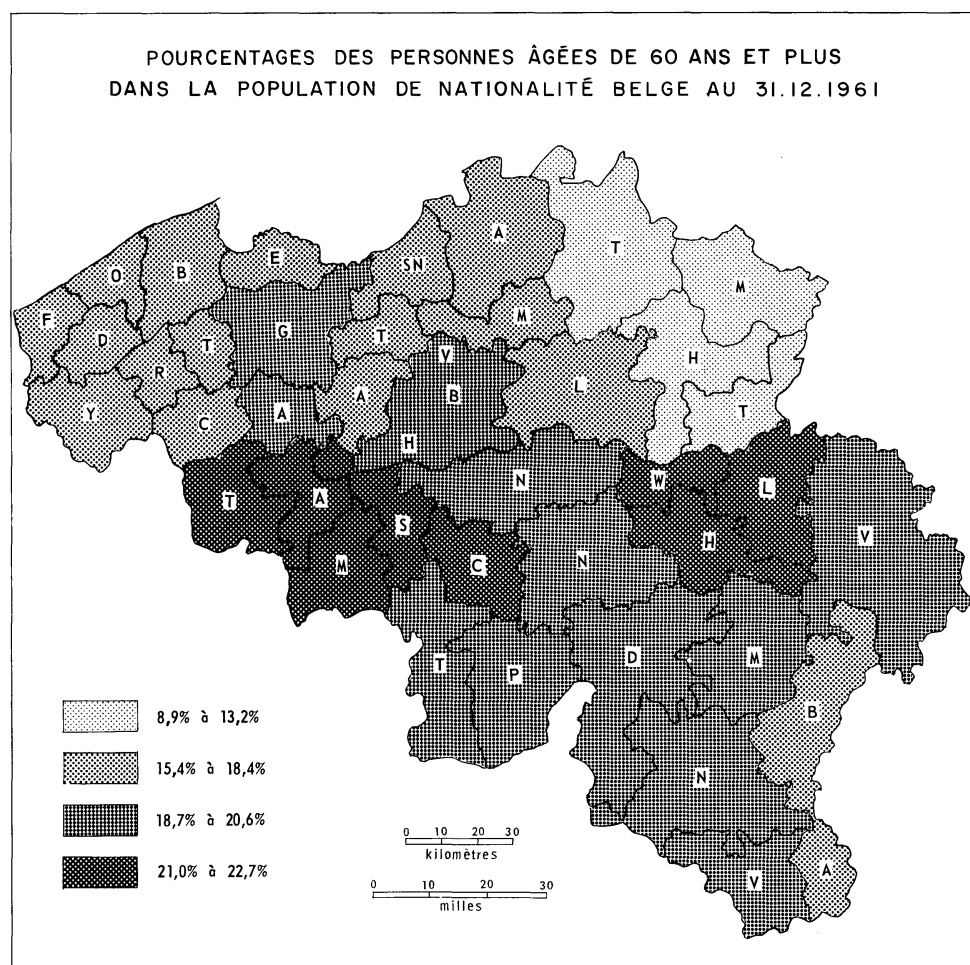 POURCENTAGES DES PERSONNES ÂGÉES DE 60 ANS ET PLUS
DANS LA POPULATION DE NATIONALITÉ BELGE AU 31.12.1961
A
T
E
SN
O
B
M
F
G
M
D
T
T
H
R
V
A
B
L
Y
C
A
T
H
N
W
L
T
A
S
H
V
M
C
N
T
P
D
M
B
N
V
A
8,9% à 13,2%
15,4% à 18,4%
18,7% à 20,6%
21,0% à 22,7%
0 10 20 30
kilomètres
0 10 20 30
milles